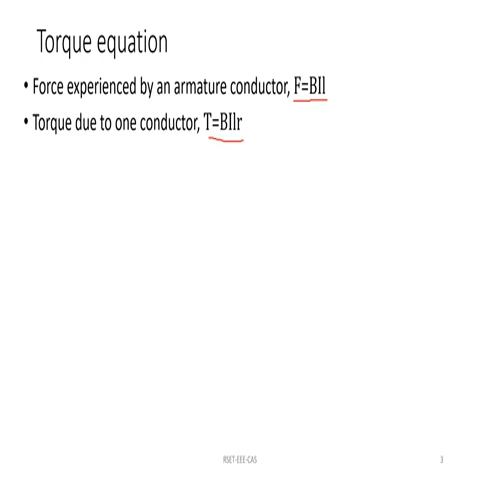 Torque equation
• Force experienced by an armature conductor, F=BIl
• Torque due to one conductor, T=BIlr
RSET-EEE-CAS
3